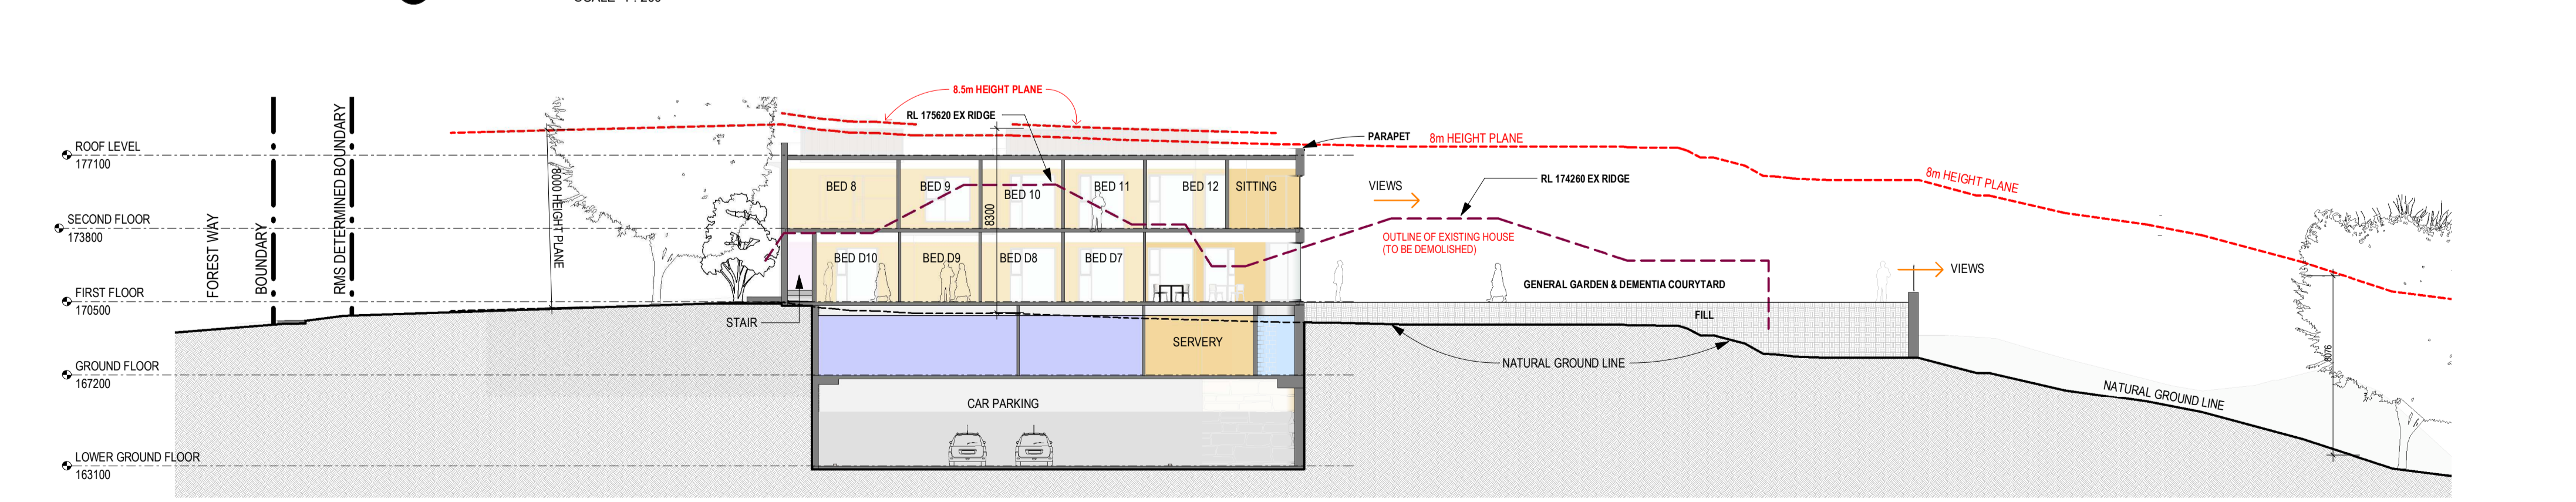 8.5m HEIGHT PLANE
RL 175620 EX RIDGE
PARAPET
8m HEIGHT PLANE
ROOF LEVEL
177100
8000 HEIGHT PLANE
BED 8
BED 9
BED 10
BED 11
BED 12
SITTING
VIEWS
RL 174260 EX RIDGE
8m HEIGHT PLANE
FOREST WAY
BOUNDARY
RMS DETERMINED BOUNDARY
SECOND FLOOR
173800
8300
OUTLINE OF EXISTING HOUSE
(TO BE DEMOLISHED)
BED D10
BED D9
BED D8
BED D7
VIEWS
GENERAL GARDEN & DEMENTIA COURYTARD
FIRST FLOOR
170500
STAIR
FILL
SERVERY
NATURAL GROUND LINE
8076
GROUND FLOOR
167200
NATURAL GROUND LINE
CAR PARKING
LOWER GROUND FLOOR
163100